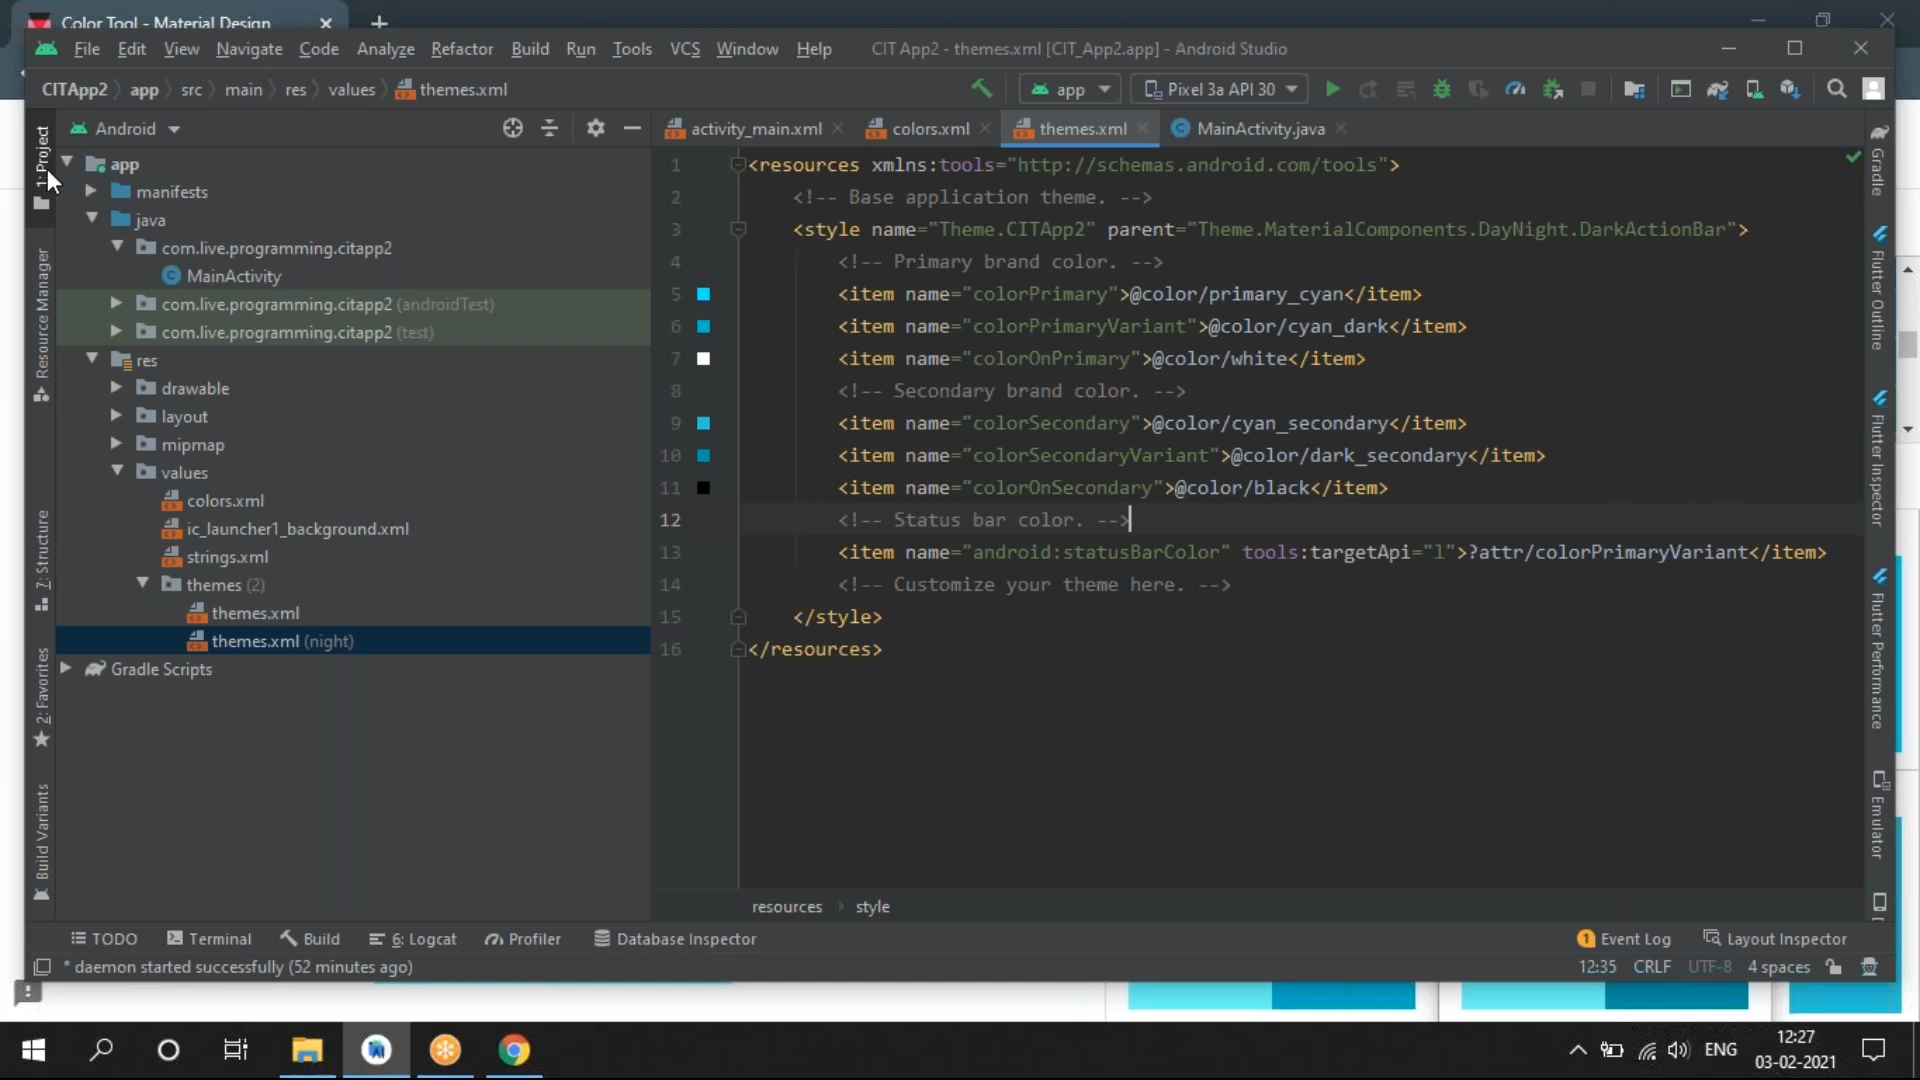 Color Tool - Material Design
File Edit View Navigate Code Analyze Refactor Build Run Tools VCS Window Help CIT App2 - themes.xml [CIT_App2.app] - Android Studio
CITApp2 app src main res values themes.xml app Pixel 3a API 30
1: Project
Resource Manager
7: Structure
2: Favorites
Build Variants
Android
app
manifests
java
com.live.programming.citapp2
MainActivity
com.live.programming.citapp2 (androidTest)
com.live.programming.citapp2 (test)
res
drawable
layout
mipmap
values
colors.xml
ic_launcher1_background.xml
strings.xml
themes (2)
themes.xml
themes.xml (night)
Gradle Scripts
activity_main.xml colors.xml themes.xml MainActivity.java
1 <resources xmlns:tools="http://schemas.android.com/tools">
2 <!-- Base application theme. -->
3 <style name="Theme.CITApp2" parent="Theme.MaterialComponents.DayNight.DarkActionBar">
4 <!-- Primary brand color. -->
5 <item name="colorPrimary">@color/primary_cyan</item>
6 <item name="colorPrimaryVariant">@color/cyan_dark</item>
7 <item name="colorOnPrimary">@color/white</item>
8 <!-- Secondary brand color. -->
9 <item name="colorSecondary">@color/cyan_secondary</item>
10 <item name="colorSecondaryVariant">@color/dark_secondary</item>
11 <item name="colorOnSecondary">@color/black</item>
12 <!-- Status bar color. -->
13 <item name="android:statusBarColor" tools:targetApi="l">?attr/colorPrimaryVariant</item>
14 <!-- Customize your theme here. -->
15 </style>
16 </resources>
resources style
Gradle
Flutter Outline
Flutter Inspector
Flutter Performance
Emulator
TODO Terminal Build 6: Logcat Profiler Database Inspector 1 Event Log Layout Inspector
* daemon started successfully (52 minutes ago) 12:35 CRLF UTF-8 4 spaces
ENG 12:27
03-02-2021